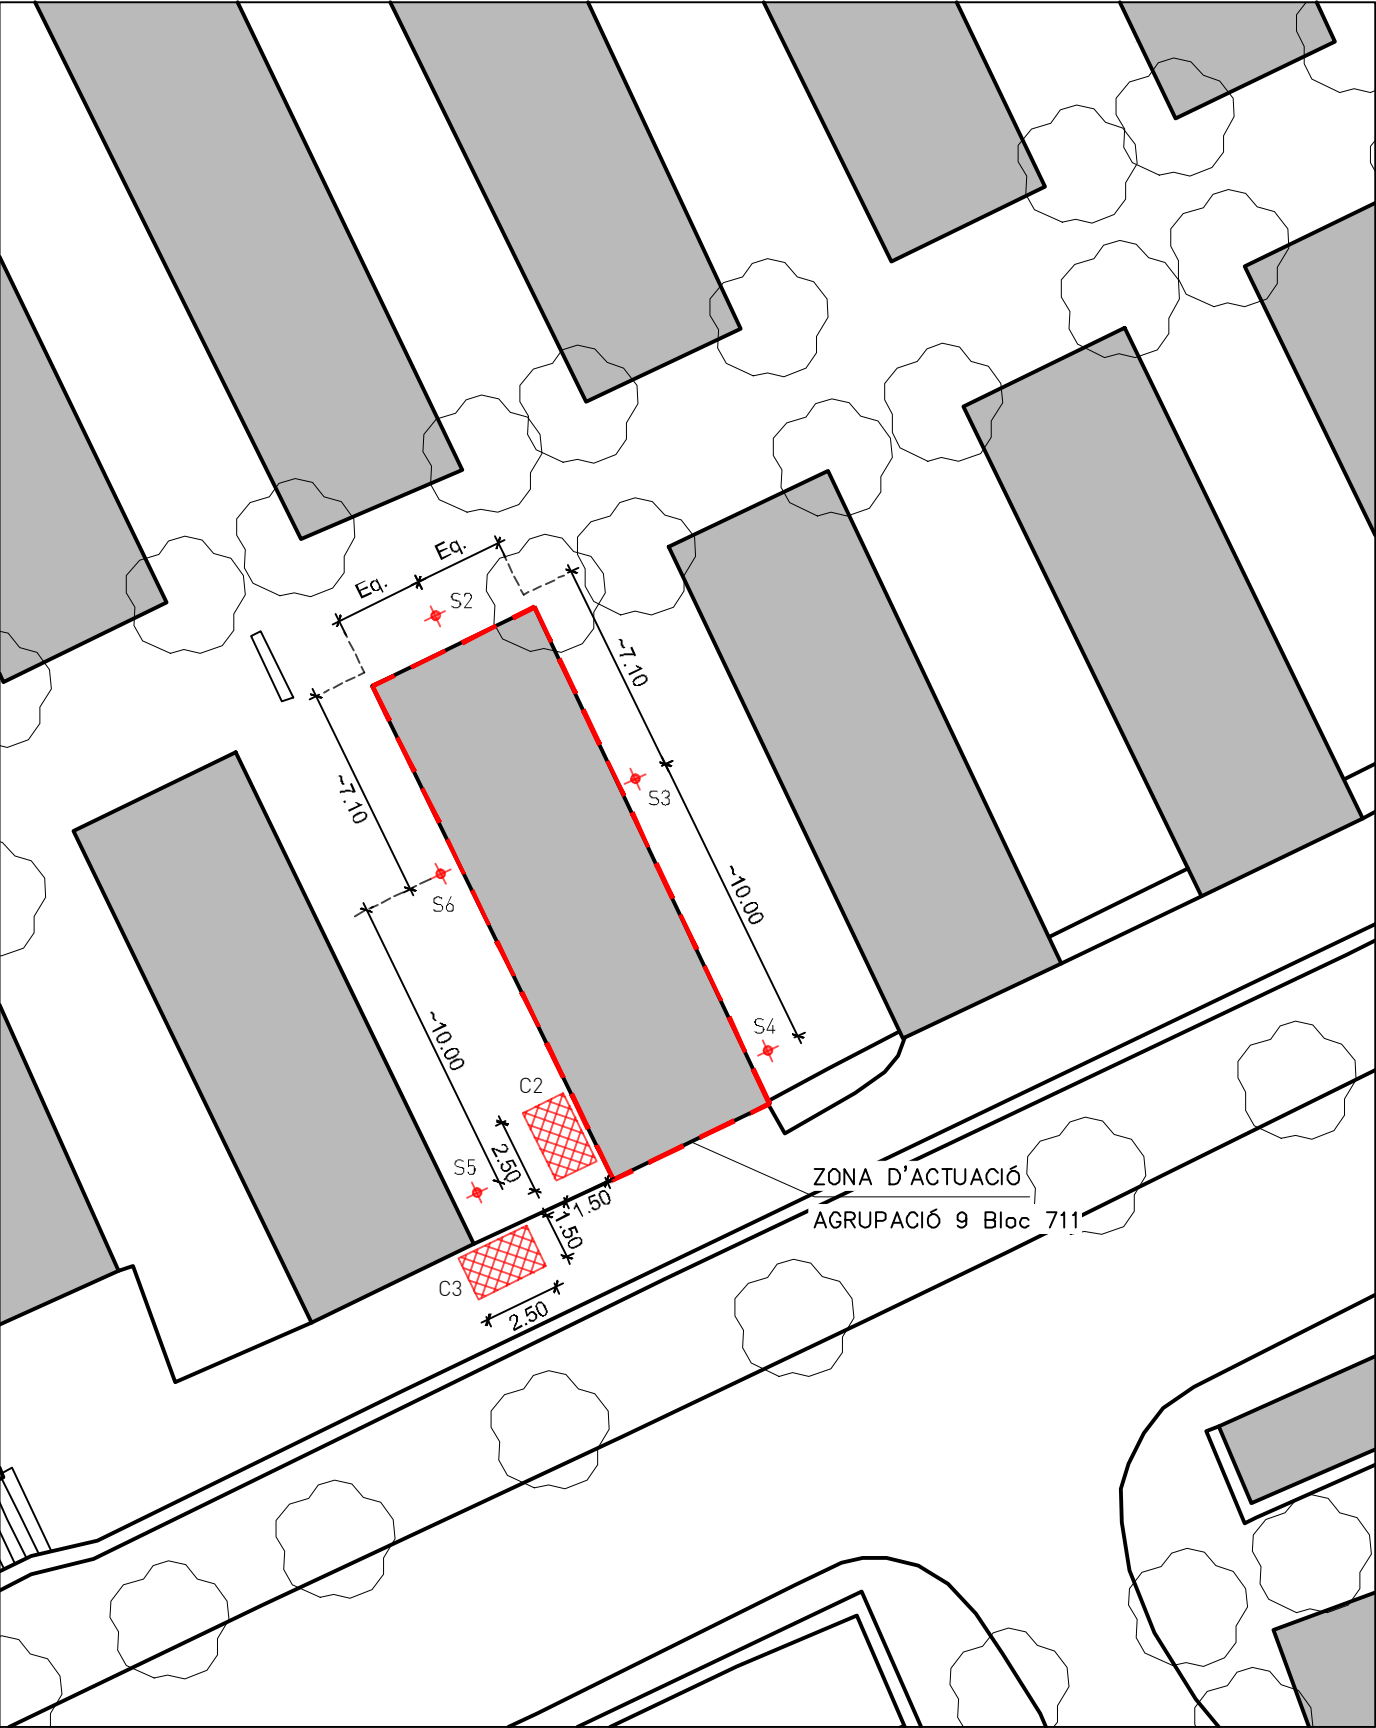 Eq.
Eq.
S2
~7.10
~7.10
S3
S6
~10.00
~10.00
S4
C2
2.50
S5
1.50
1.50
C3
2.50
ZONA D'ACTUACIÓ
AGRUPACIÓ 9 Bloc 711